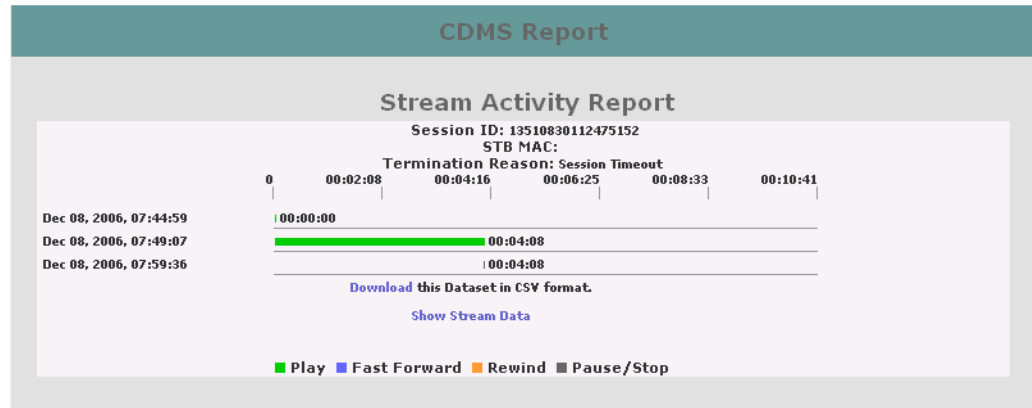 CDMS Report
Stream Activity Report
Session ID: 13510830112475152
STB MAC:
Termination Reason: Session Timeout
0 00:02:08 00:04:16 00:06:25 00:08:33 00:10:41
Dec 08, 2006, 07:44:59 00:00:00
Dec 08, 2006, 07:49:07 00:04:08
Dec 08, 2006, 07:59:36 00:04:08
Download this Dataset in CSV format.
Show Stream Data
Play Fast Forward Rewind Pause/Stop